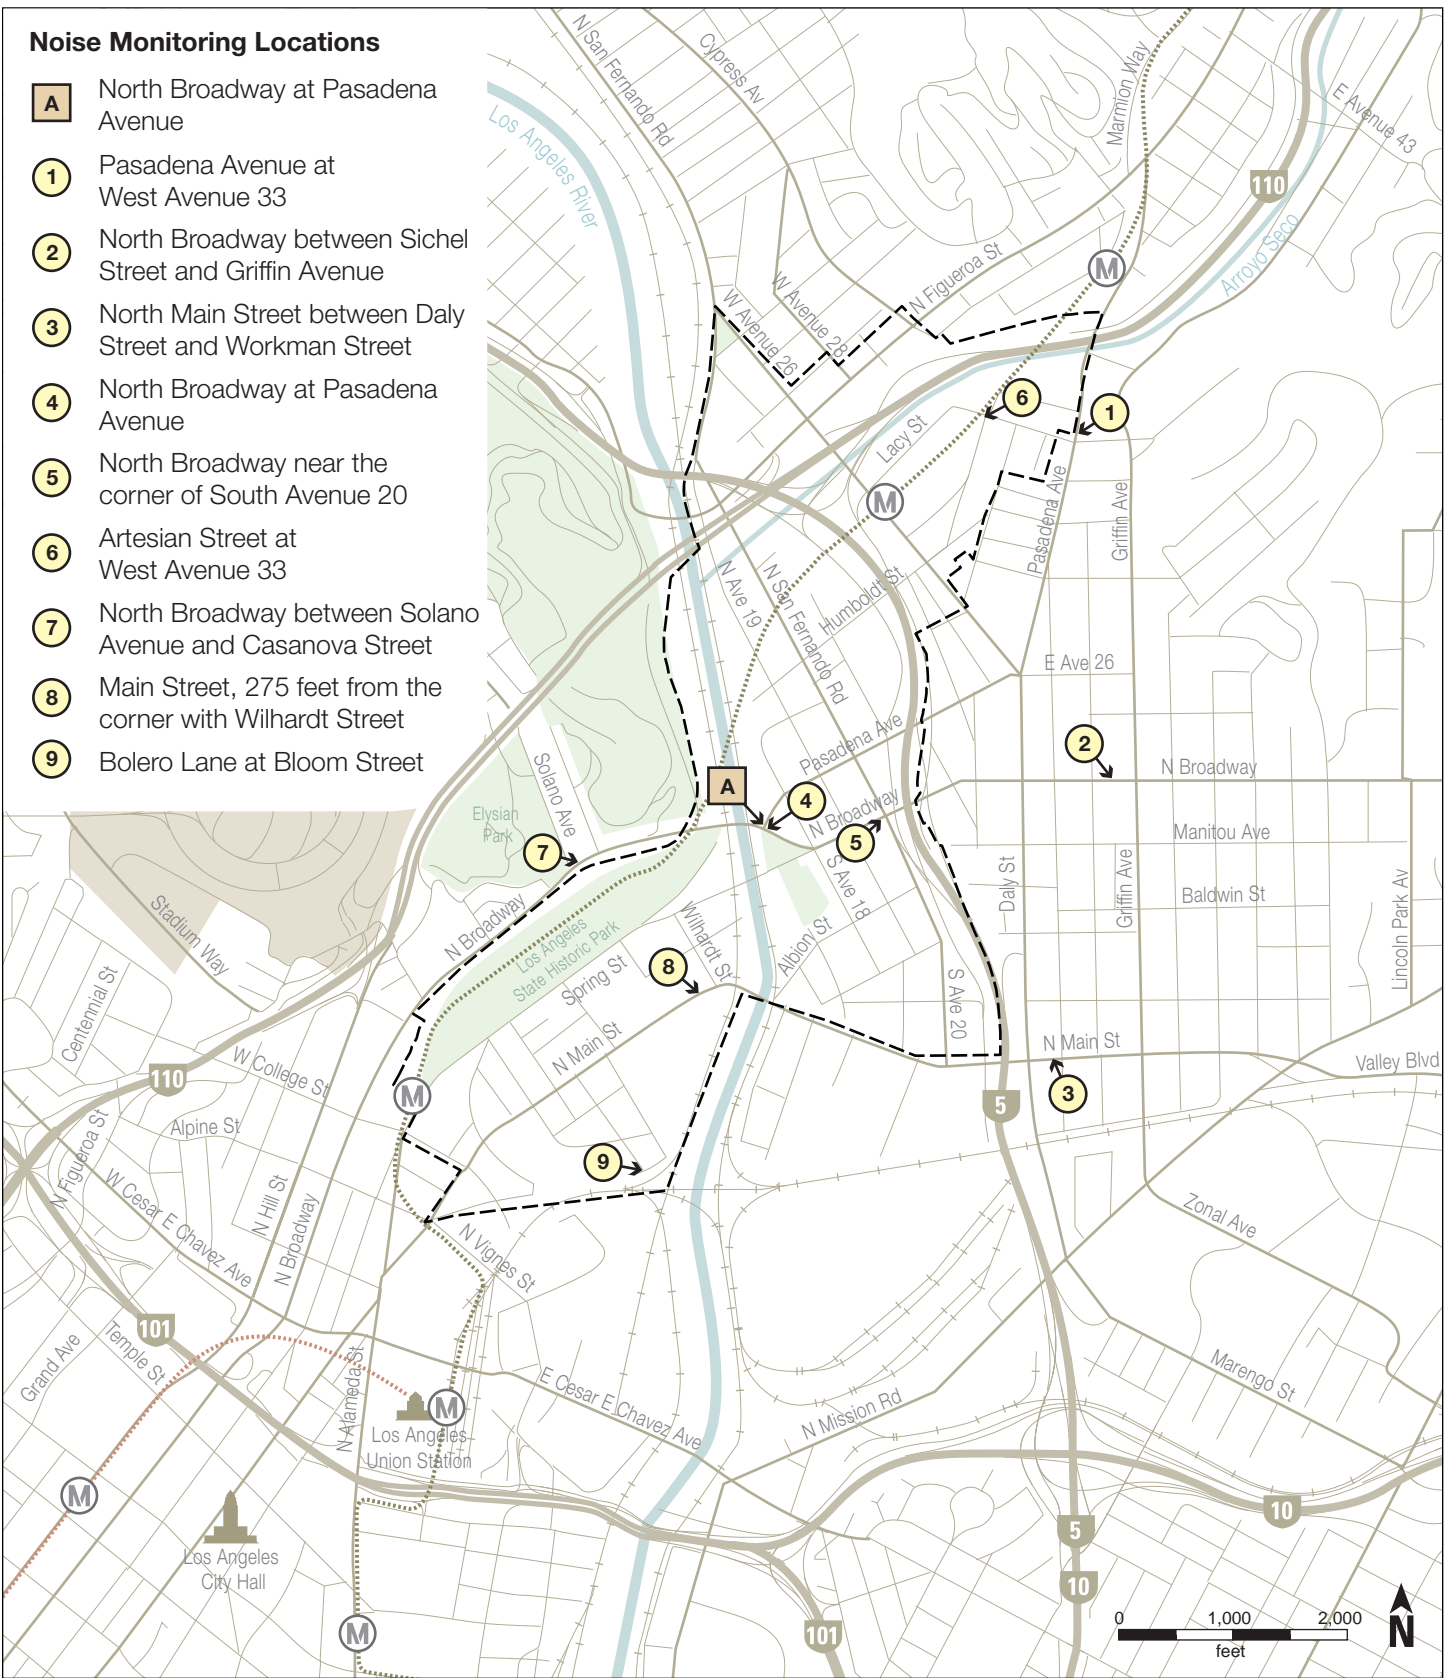 Noise Monitoring Locations
A
North Broadway at Pasadena
Avenue
1
Pasadena Avenue at
West Avenue 33
2
North Broadway between Sichel
Street and Griffin Avenue
3
North Main Street between Daly
Street and Workman Street
4
North Broadway at Pasadena
Avenue
5
North Broadway near the
corner of South Avenue 20
6
Artesian Street at
West Avenue 33
7
North Broadway between Solano
Avenue and Casanova Street
8
Main Street, 275 feet from the
corner with Wilhardt Street
9
Bolero Lane at Bloom Street
N San Fernando Rd
Cypress Av
Marmion Way
E Avenue 43
Los Angeles River
110
Arroyo Seco
M
N Figueroa St
W Avenue 28
W Avenue 26
6
1
Lacy St
M
Pasadena Ave
Griffin Ave
N Ave 19
N San Fernando Rd
Humboldt St
E Ave 26
Pasadena Ave
2
N Broadway
A
4
N Broadway
5
Solano Ave
Elysian
Park
7
Manitou Ave
S Ave 18
Daly St
Griffin Ave
Baldwin St
Lincoln Park Av
Stadium Way
N Broadway
Los Angeles
State Historic Park
Wilhardt St
Albion St
8
Spring St
Centennial St
S Ave 20
N Main St
N Main St
Valley Blvd
W College St
110
M
5
3
Alpine St
N Figueroa St
9
W Cesar E Chavez Ave
N Hill St
N Broadway
N Vignes St
Zonal Ave
101
Temple St
Grand Ave
N Alameda St
M
Los Angeles
Union Station
E Cesar E Chavez Ave
N Mission Rd
Marengo St
M
10
5
Los Angeles
City Hall
10
M
101
0 1,000 2,000
feet
N